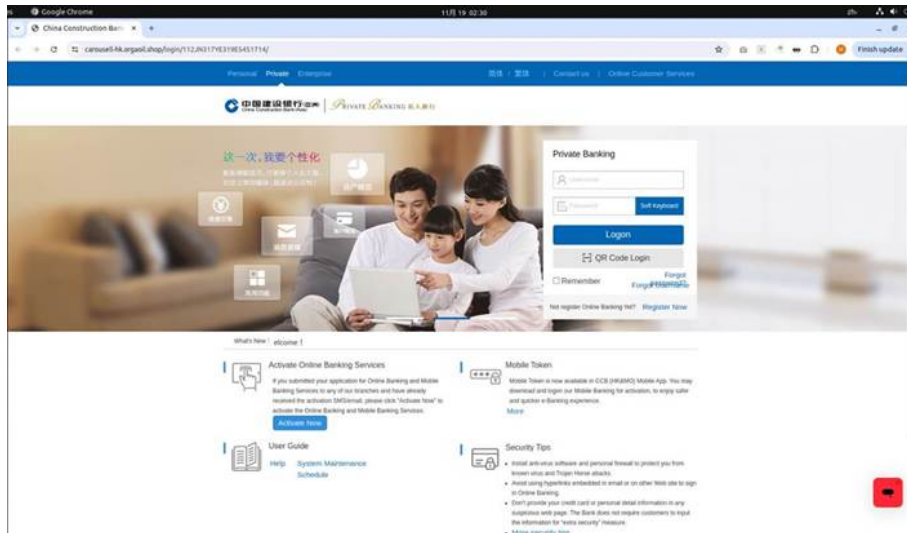 Google Chrome
11月 19 02:30
China Construction Bank
carousell-hk.orgasil.shop/login/112
Finish update
Personal Private Enterprise
简体 | 繁体 | Contact us | Online Customer Services
中国建设银行(亚洲) PRIVATE BANKING 私人银行
China Construction Bank (Asia)
这一次,我要个性化
Private Banking
Password
Soft Keyboard
Logon
QR Code Login
Remember
Forgot
Forgot
Not register Online Banking Yet? Register Now
What's New elcome !
Activate Online Banking Services
If you submitted your application for Online Banking and Mobile
Banking Services to any of our branches and have already
received the activation SMS/email, please click "Activate Now" to
activate the Online Banking and Mobile Banking Services.
Activate Now
Mobile Token
Mobile Token is now available in CCB (HK&MO) Mobile App. You may
download and logon our Mobile Banking for activation, to enjoy safer
and quicker e-Banking experience.
More
User Guide
Help System Maintenance
Schedule
Security Tips
Install anti-virus software and personal firewall to protect you from
known virus and Trojan Horse attacks.
Avoid using hyperlinks embedded in email or on other Web site to sign
in Online Banking.
Don't provide your credit card or personal detail information in any
suspicious web page. The Bank does not require customers to input
the information for "extra security" measure.
More security tips